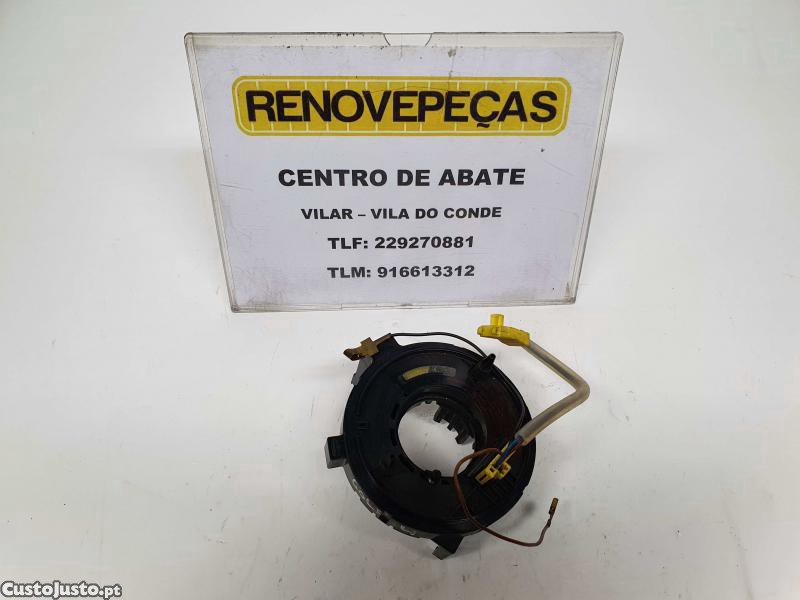 RENOVEPEÇAS
CENTRO DE ABATE
VILAR – VILA DO CONDE
TLF: 229270881
TLM: 916613312
CustoJusto.pt